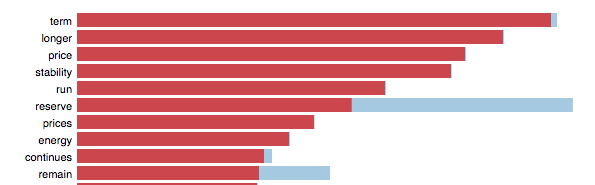 term
longer
price
stability
run
reserve
prices
energy
continues
remain